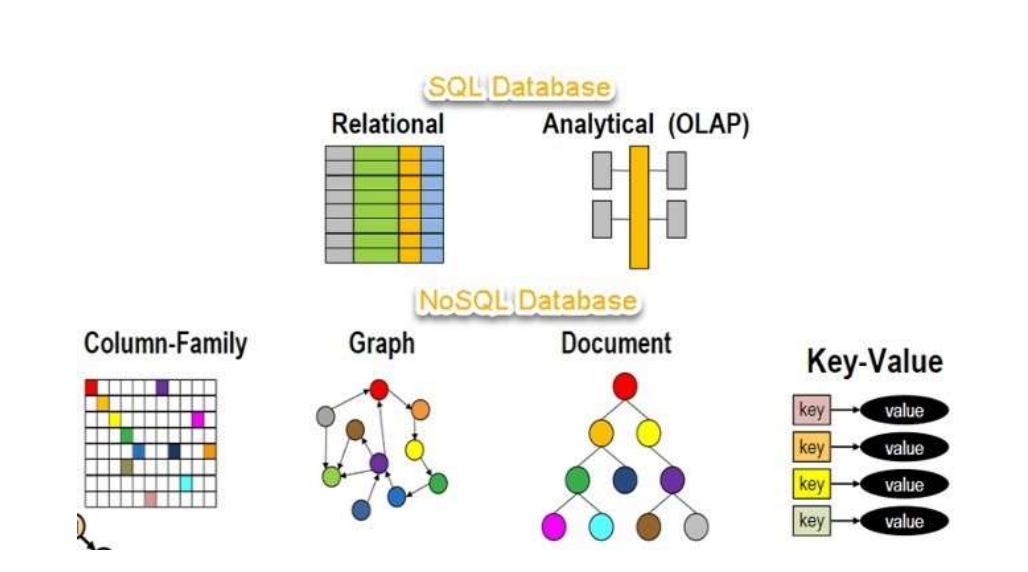 SQL Database
Relational
Analytical (OLAP)
NoSQL Database
Column-Family
Graph
Document
Key-Value
key value
key value
key value
key value